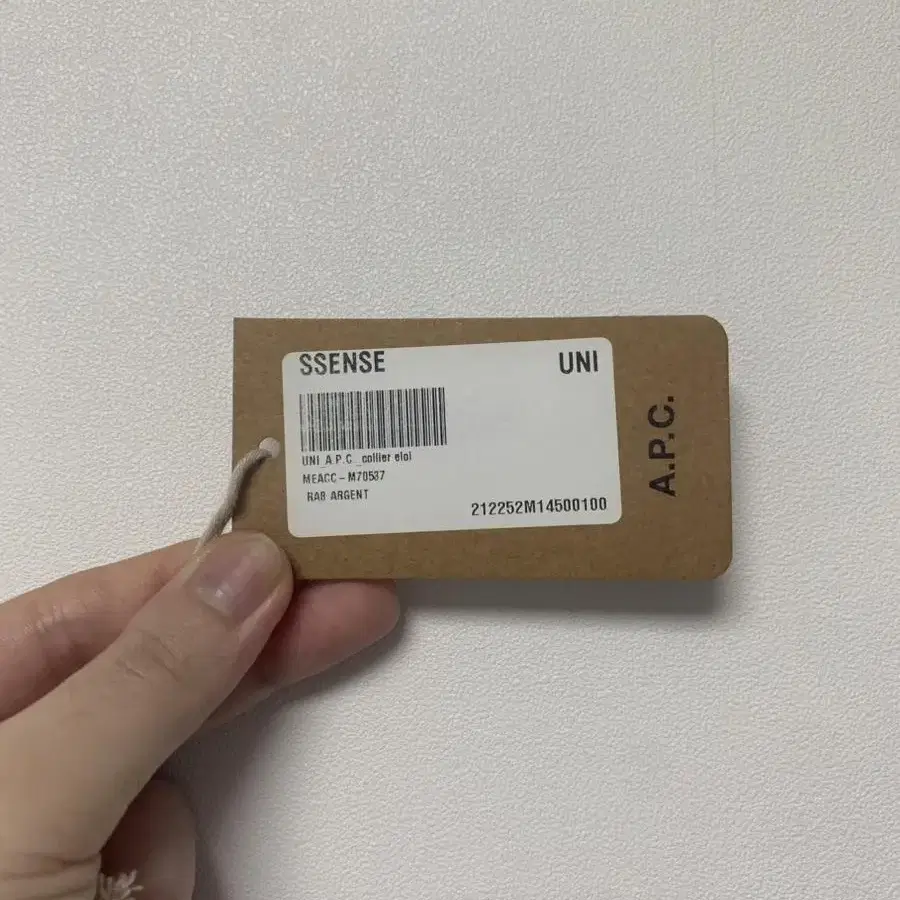 SSENSE UNI
UNI_A.P.C._collier eloi
MEACC - M70537
RAB ARGENT
212252M14500100
A.P.C.